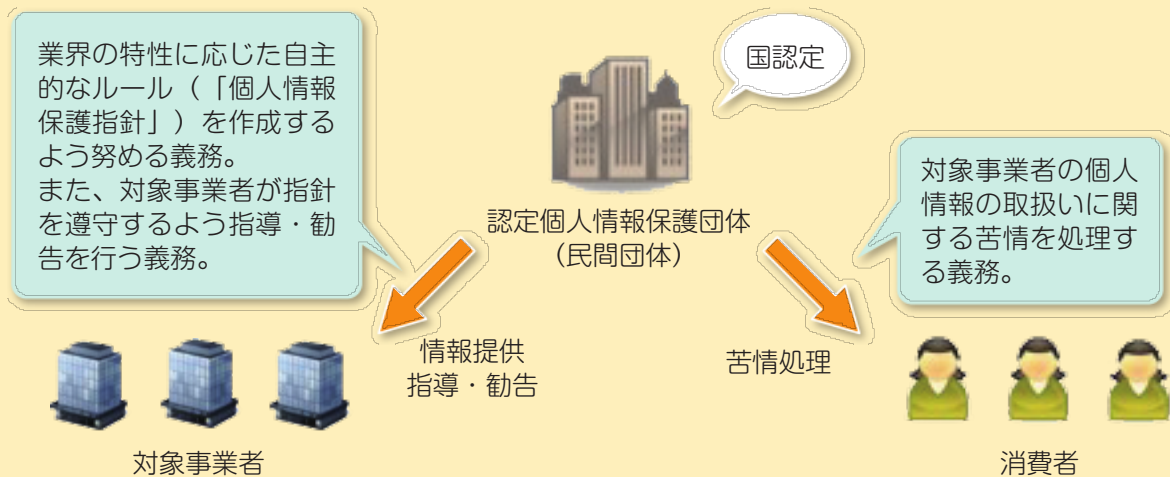 業界の特性に応じた自主
的なルール（「個人情報
保護指針」）を作成する
よう努める義務。
また、対象事業者が指針
を遵守するよう指導・勧
告を行う義務。
国認定
認定個人情報保護団体
（民間団体）
対象事業者の個人
情報の取扱いに関
する苦情を処理す
る義務。
情報提供
指導・勧告
苦情処理
対象事業者
消費者